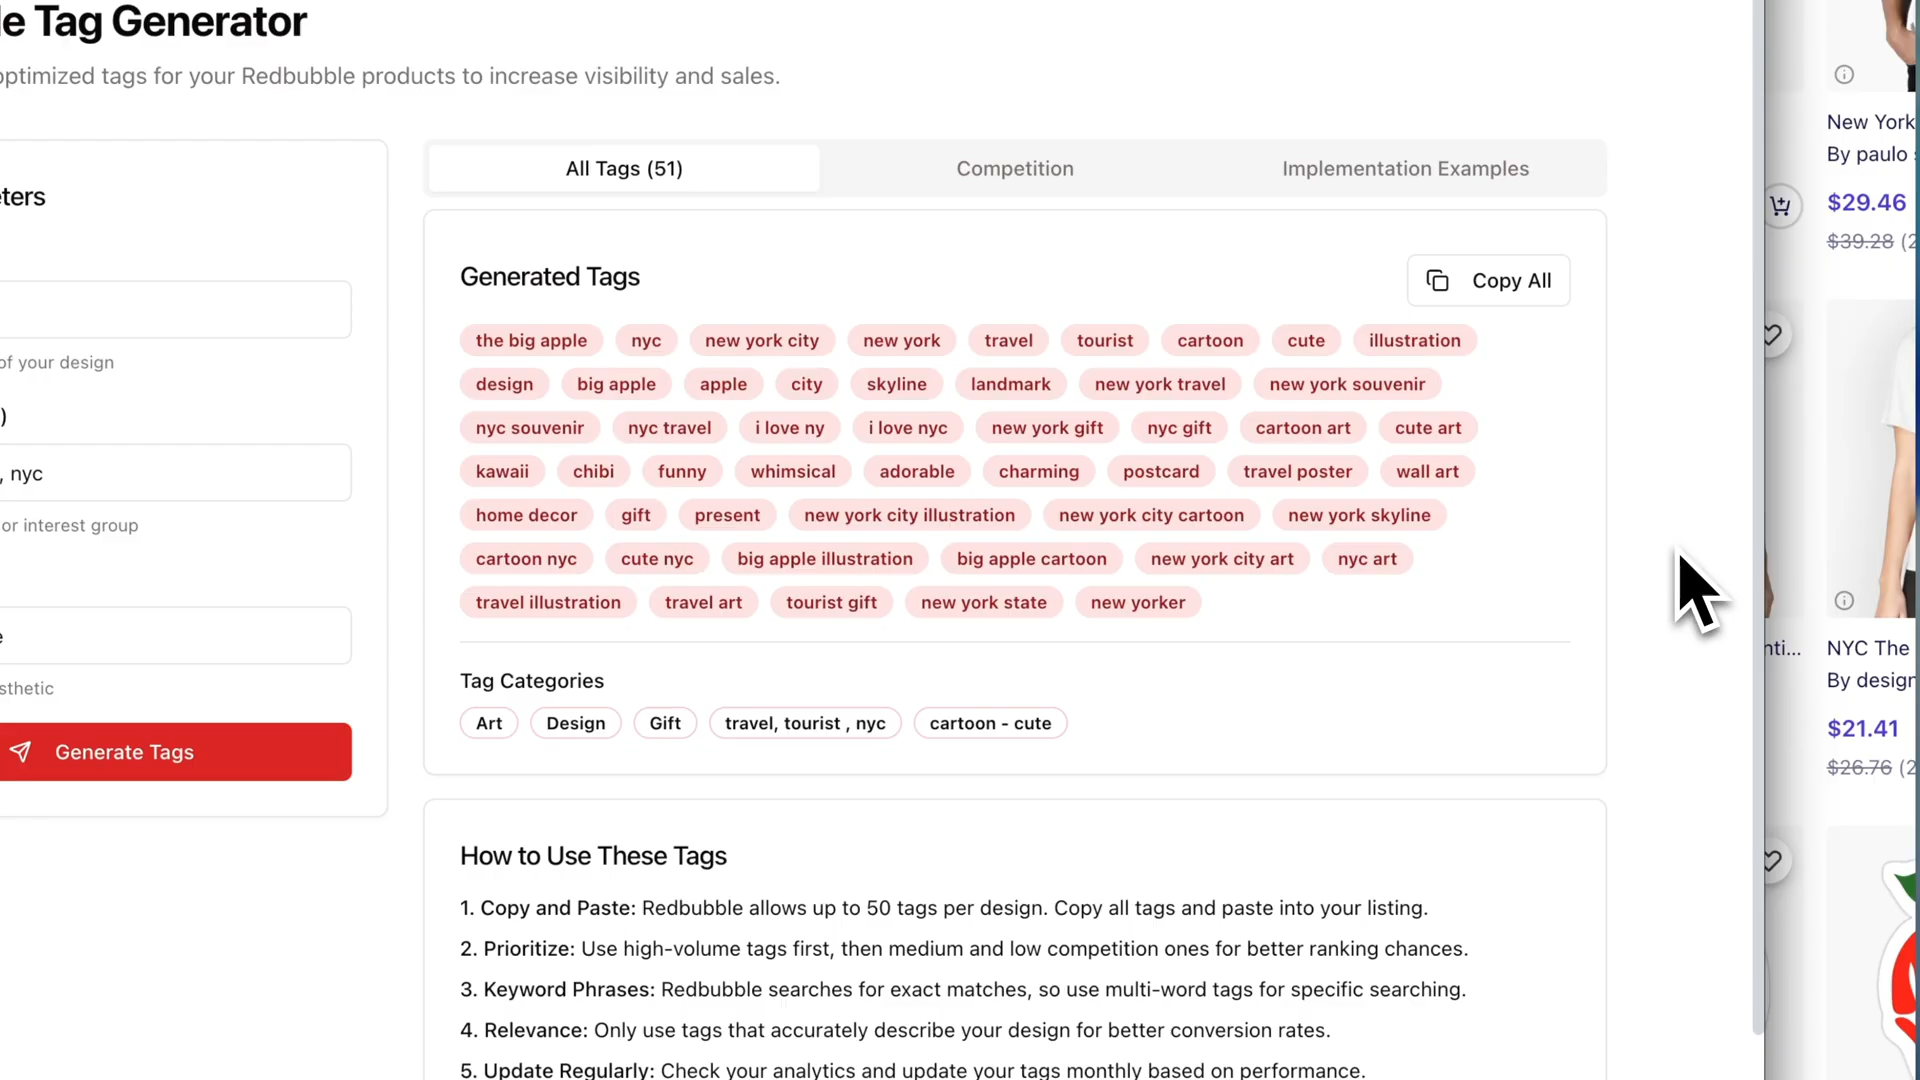 le Tag Generator
optimized tags for your Redbubble products to increase visibility and sales.
ters
of your design
)
, nyc
or interest group
e
sthetic
Generate Tags
All Tags (51)
Competition
Implementation Examples
Generated Tags
Copy All
the big apple nyc new york city new york travel tourist cartoon cute illustration
design big apple apple city skyline landmark new york travel new york souvenir
nyc souvenir nyc travel i love ny i love nyc new york gift nyc gift cartoon art cute art
kawaii chibi funny whimsical adorable charming postcard travel poster wall art
home decor gift present new york city illustration new york city cartoon new york skyline
cartoon nyc cute nyc big apple illustration big apple cartoon new york city art nyc art
travel illustration travel art tourist gift new york state new yorker
Tag Categories
Art Design Gift travel, tourist , nyc cartoon - cute
How to Use These Tags
1. Copy and Paste: Redbubble allows up to 50 tags per design. Copy all tags and paste into your listing.
2. Prioritize: Use high-volume tags first, then medium and low competition ones for better ranking chances.
3. Keyword Phrases: Redbubble searches for exact matches, so use multi-word tags for specific searching.
4. Relevance: Only use tags that accurately describe your design for better conversion rates.
5. Update Regularly: Check your analytics and update your tags monthly based on performance.
New York
By paulo
$29.46
$39.28 (2
nti...
NYC The
By design
$21.41
$26.76 (2